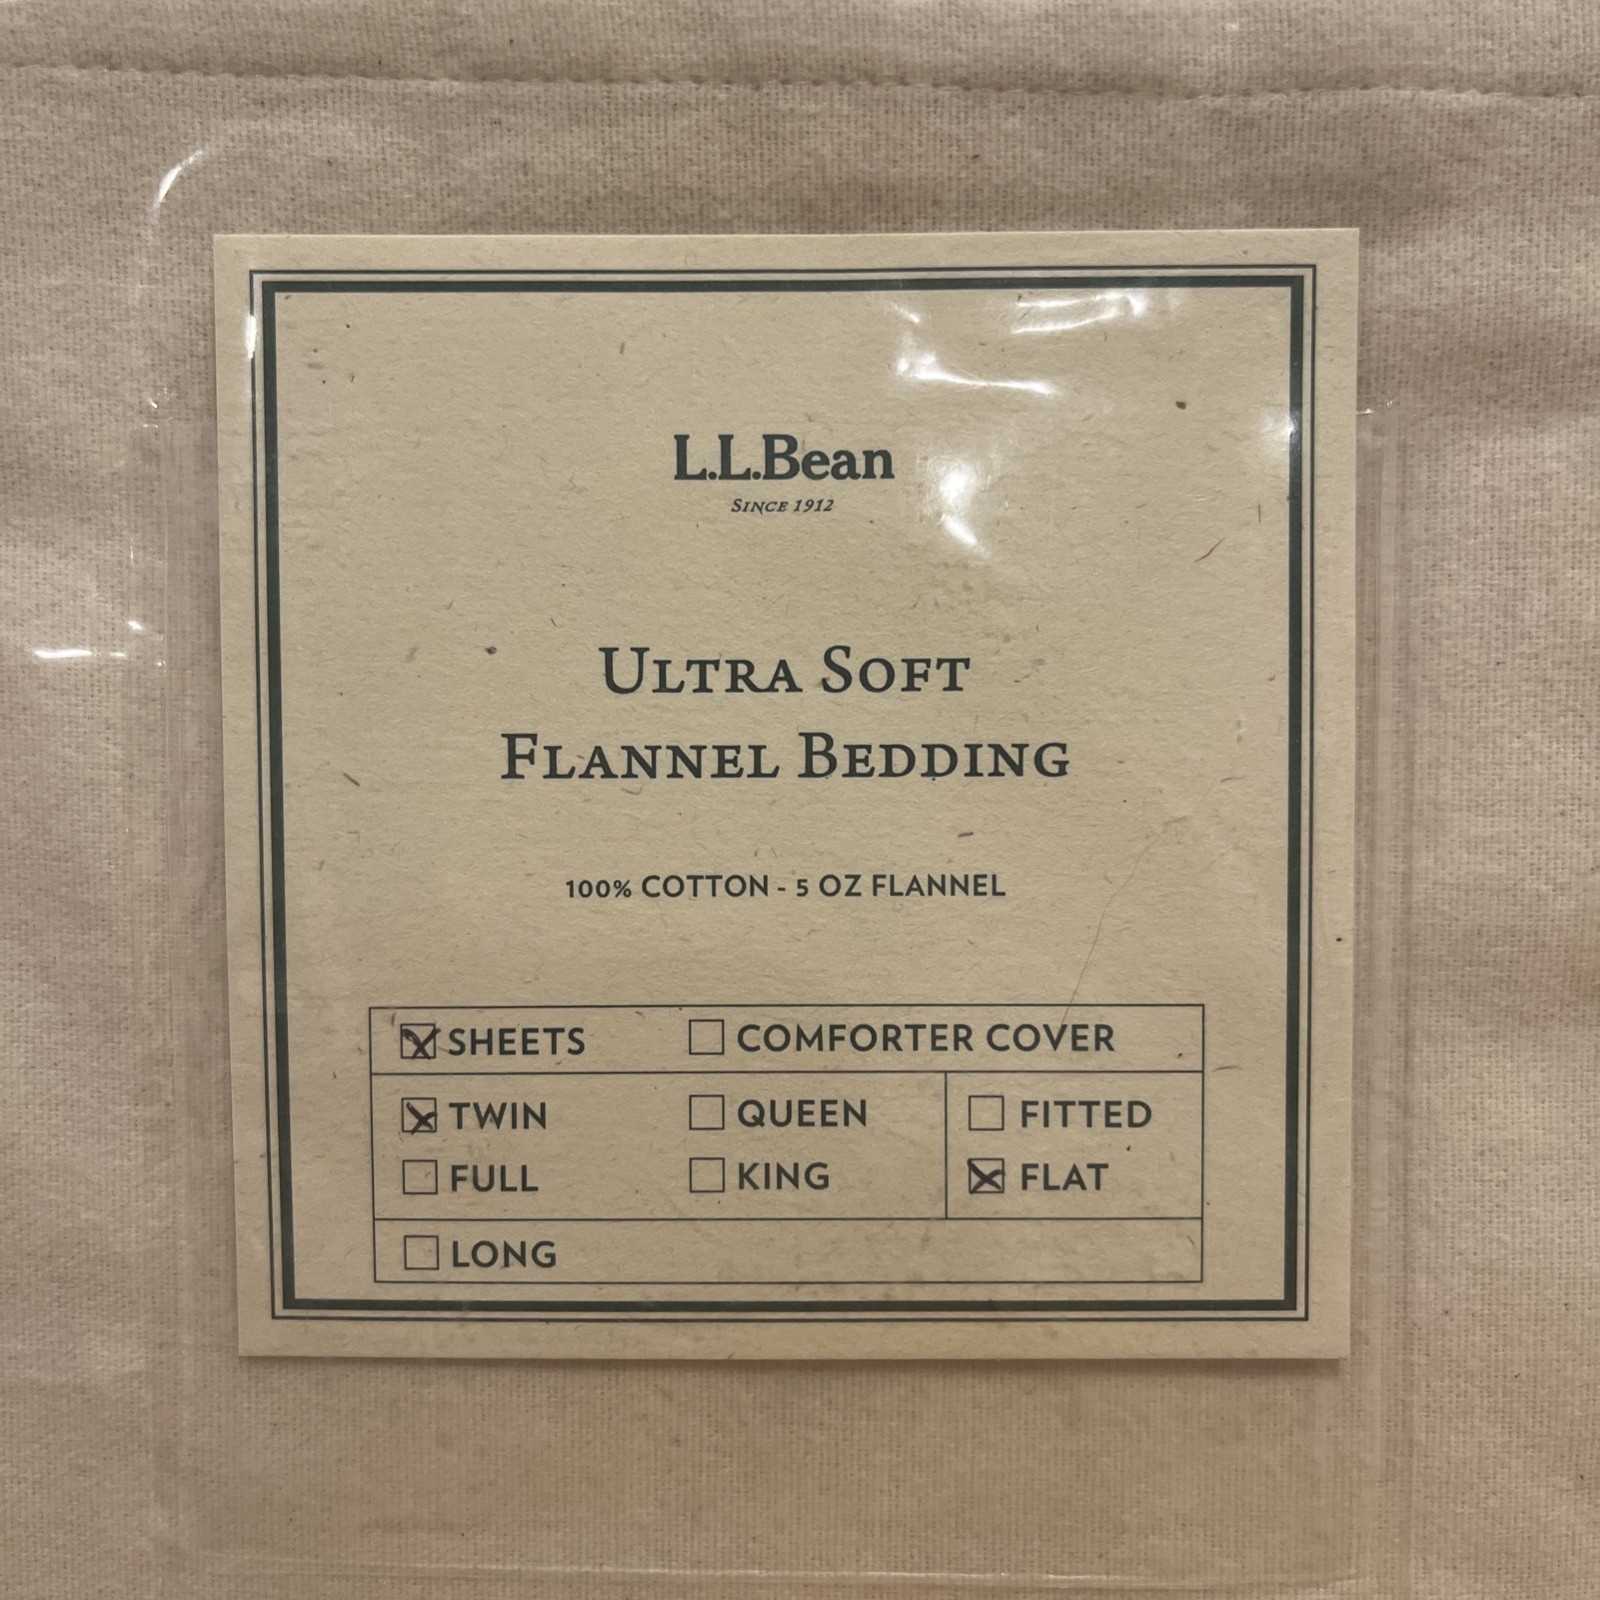 L.L.Bean
SINCE 1912
ULTRA SOFT
FLANNEL BEDDING
100% COTTON - 5 OZ FLANNEL
☒ SHEETS ☐ COMFORTER COVER
☒ TWIN ☐ QUEEN ☐ FITTED
☐ FULL ☐ KING ☒ FLAT
☐ LONG